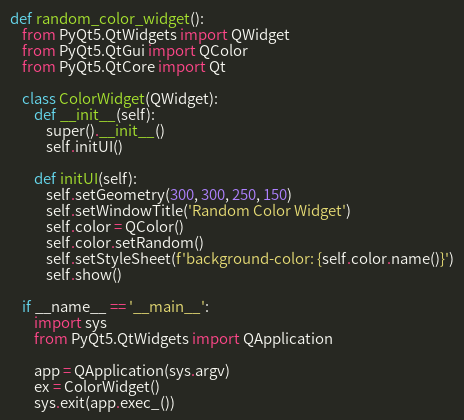 def random_color_widget():
    from PyQt5.QtWidgets import QWidget
    from PyQt5.QtGui import QColor
    from PyQt5.QtCore import Qt

    class ColorWidget(QWidget):
        def __init__(self):
            super().__init__()
            self.initUI()

        def initUI(self):
            self.setGeometry(300, 300, 250, 150)
            self.setWindowTitle('Random Color Widget')
            self.color = QColor()
            self.color.setRandom()
            self.setStyleSheet(f'background-color: {self.color.name()}')
            self.show()

    if __name__ == '__main__':
        import sys
        from PyQt5.QtWidgets import QApplication

        app = QApplication(sys.argv)
        ex = ColorWidget()
        sys.exit(app.exec_())